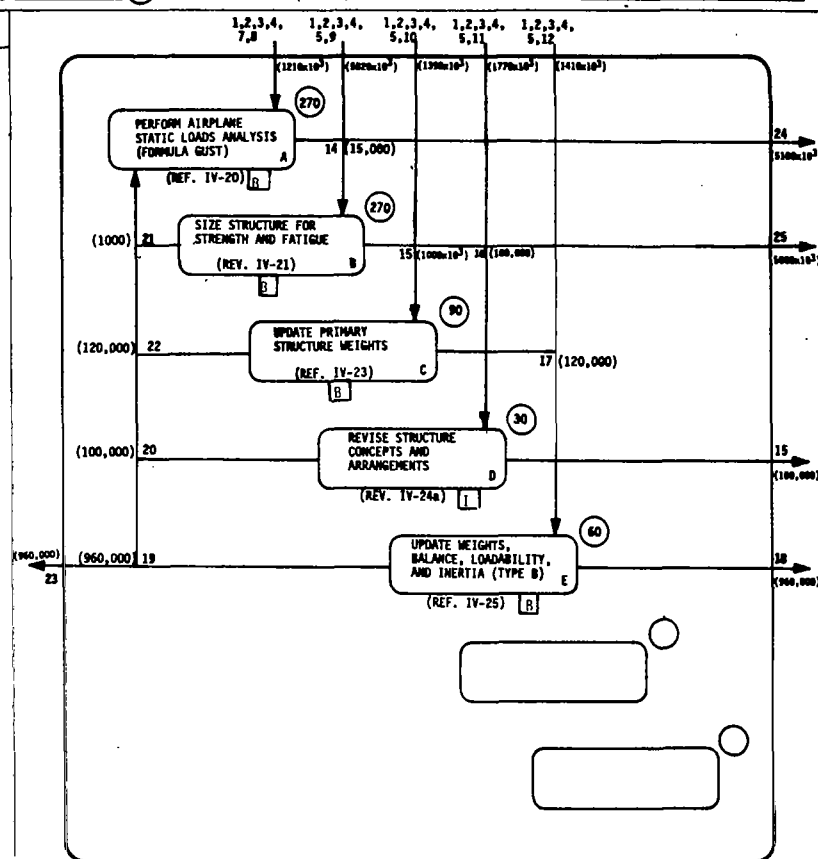 1,2,3,4, 1,2,3,4, 1,2,3,4, 1,2,3,4, 1,2,3,4,
7,8 5,9 5,10 5,11 5,12
(1210x10³) (1390x10³) (1770x10³) (1410x10³)
270
PERFORM AIRPLANE
STATIC LOADS ANALYSIS
(FORMULA GUST) A
14 (15,000)
24
(5100x10³)
(REF. IV-20) B
270
SIZE STRUCTURE FOR
STRENGTH AND FATIGUE
(REV. IV-21) B
B
(1000) 21
15 (1000x10³) (100,000)
25
(5000x10³)
90
UPDATE PRIMARY
STRUCTURE WEIGHTS
(REF. IV-23) C
B
(120,000) 22
17 (120,000)
30
REVISE STRUCTURE
CONCEPTS AND
ARRANGEMENTS D
(REV. IV-24a) I
(100,000) 20
15
(100,000)
60
UPDATE WEIGHTS,
BALANCE, LOADABILITY,
AND INERTIA (TYPE B) E
(REF. IV-25) B
(960,000) (960,000) 19
23
18
(960,000)